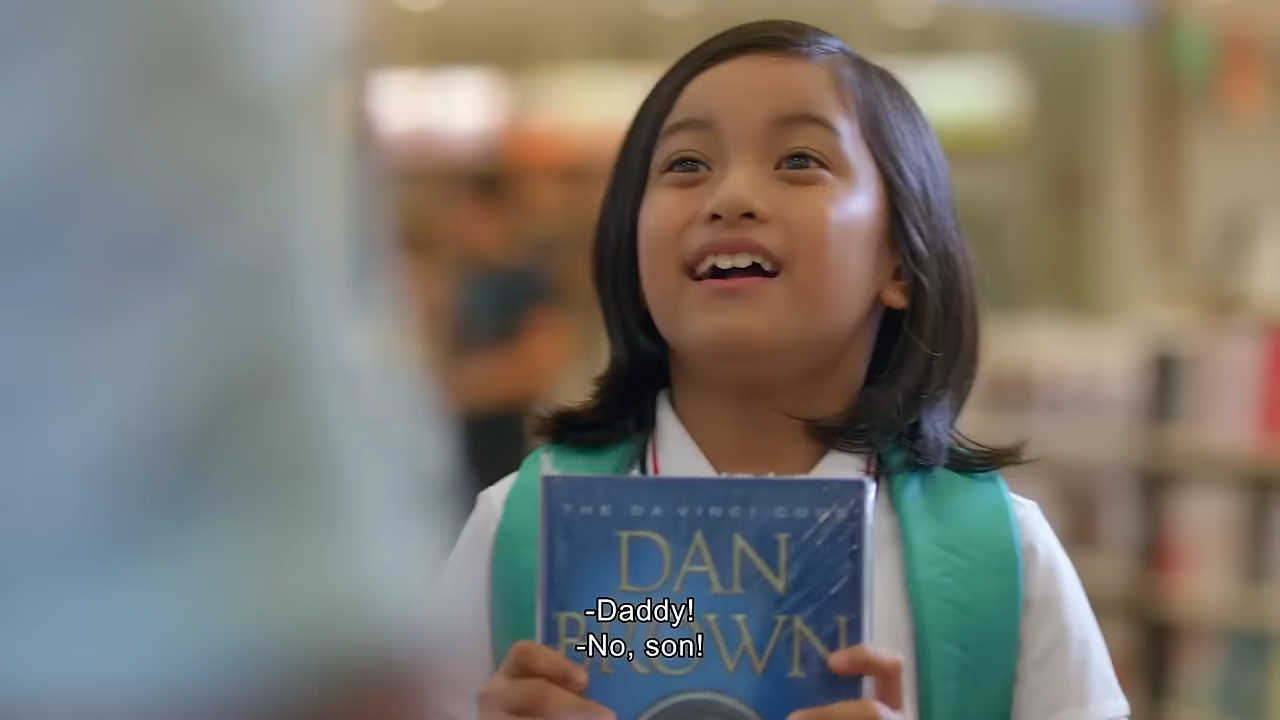 THE DA VINCI CODE
DAN
BROWN
-Daddy!
-No, son!